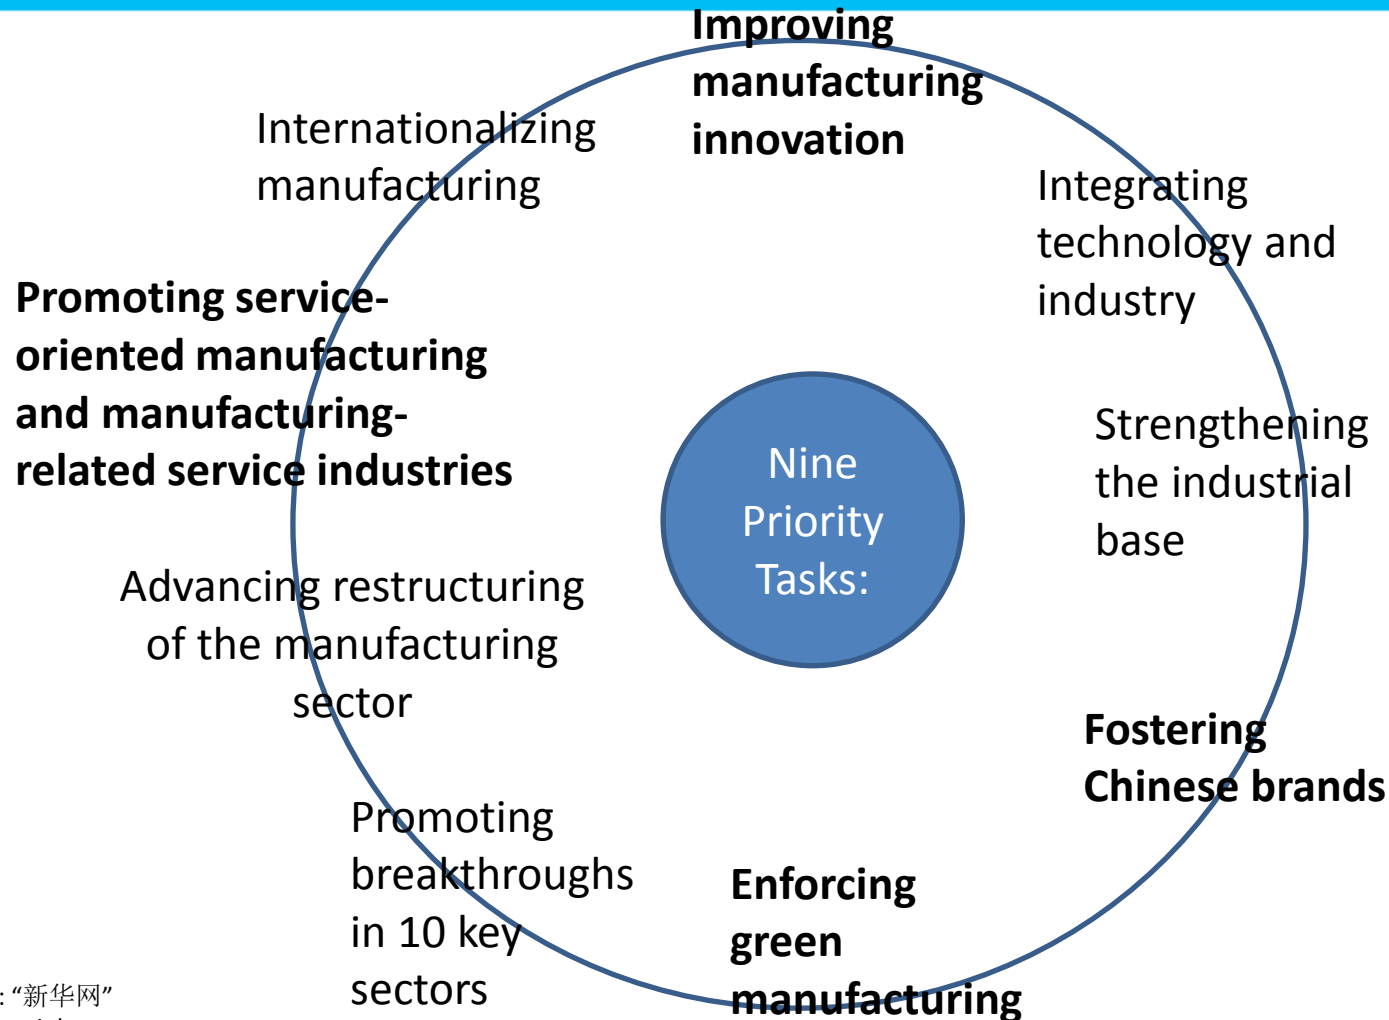 Improving
manufacturing
innovation
Integrating
technology and
industry
Strengthening
the industrial
base
Fostering
Chinese brands
Enforcing
green
manufacturing
Promoting
breakthroughs
in 10 key
sectors
Advancing restructuring
of the manufacturing
sector
Promoting service-
oriented manufacturing
and manufacturing-
related service industries
Internationalizing
manufacturing
Nine
Priority
Tasks:
: “新华网”